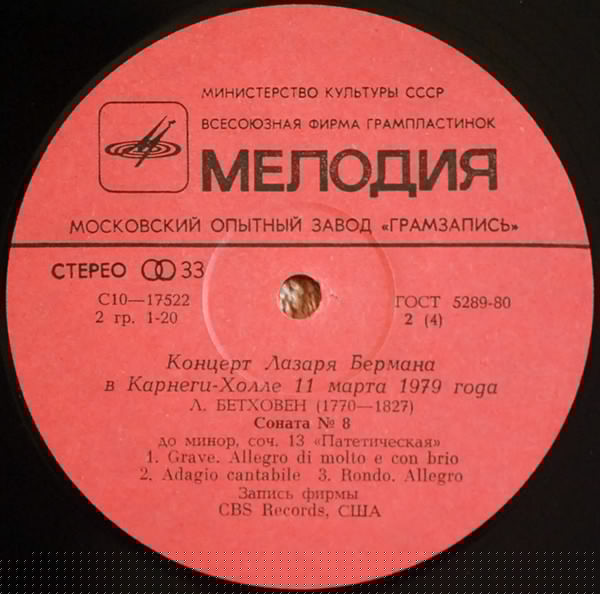 МИНИСТЕРСТВО КУЛЬТУРЫ СССР
ВСЕСОЮЗНАЯ ФИРМА ГРАМПЛАСТИНОК
МЕЛОДИЯ
МОСКОВСКИЙ ОПЫТНЫЙ ЗАВОД «ГРАМЗАПИСЬ»
СТЕРЕО 33
С10—17522 ГОСТ 5289-80
2 гр. 1-20 2 (4)
Концерт Лазаря Бермана
в Карнеги-Холле 11 марта 1979 года
Л. БЕТХОВЕН (1770—1827)
Соната № 8
до минор, соч. 13 «Патетическая»
1. Grave. Allegro di molto e con brio
2. Adagio cantabile 3. Rondo. Allegro
Запись фирмы
CBS Records, США